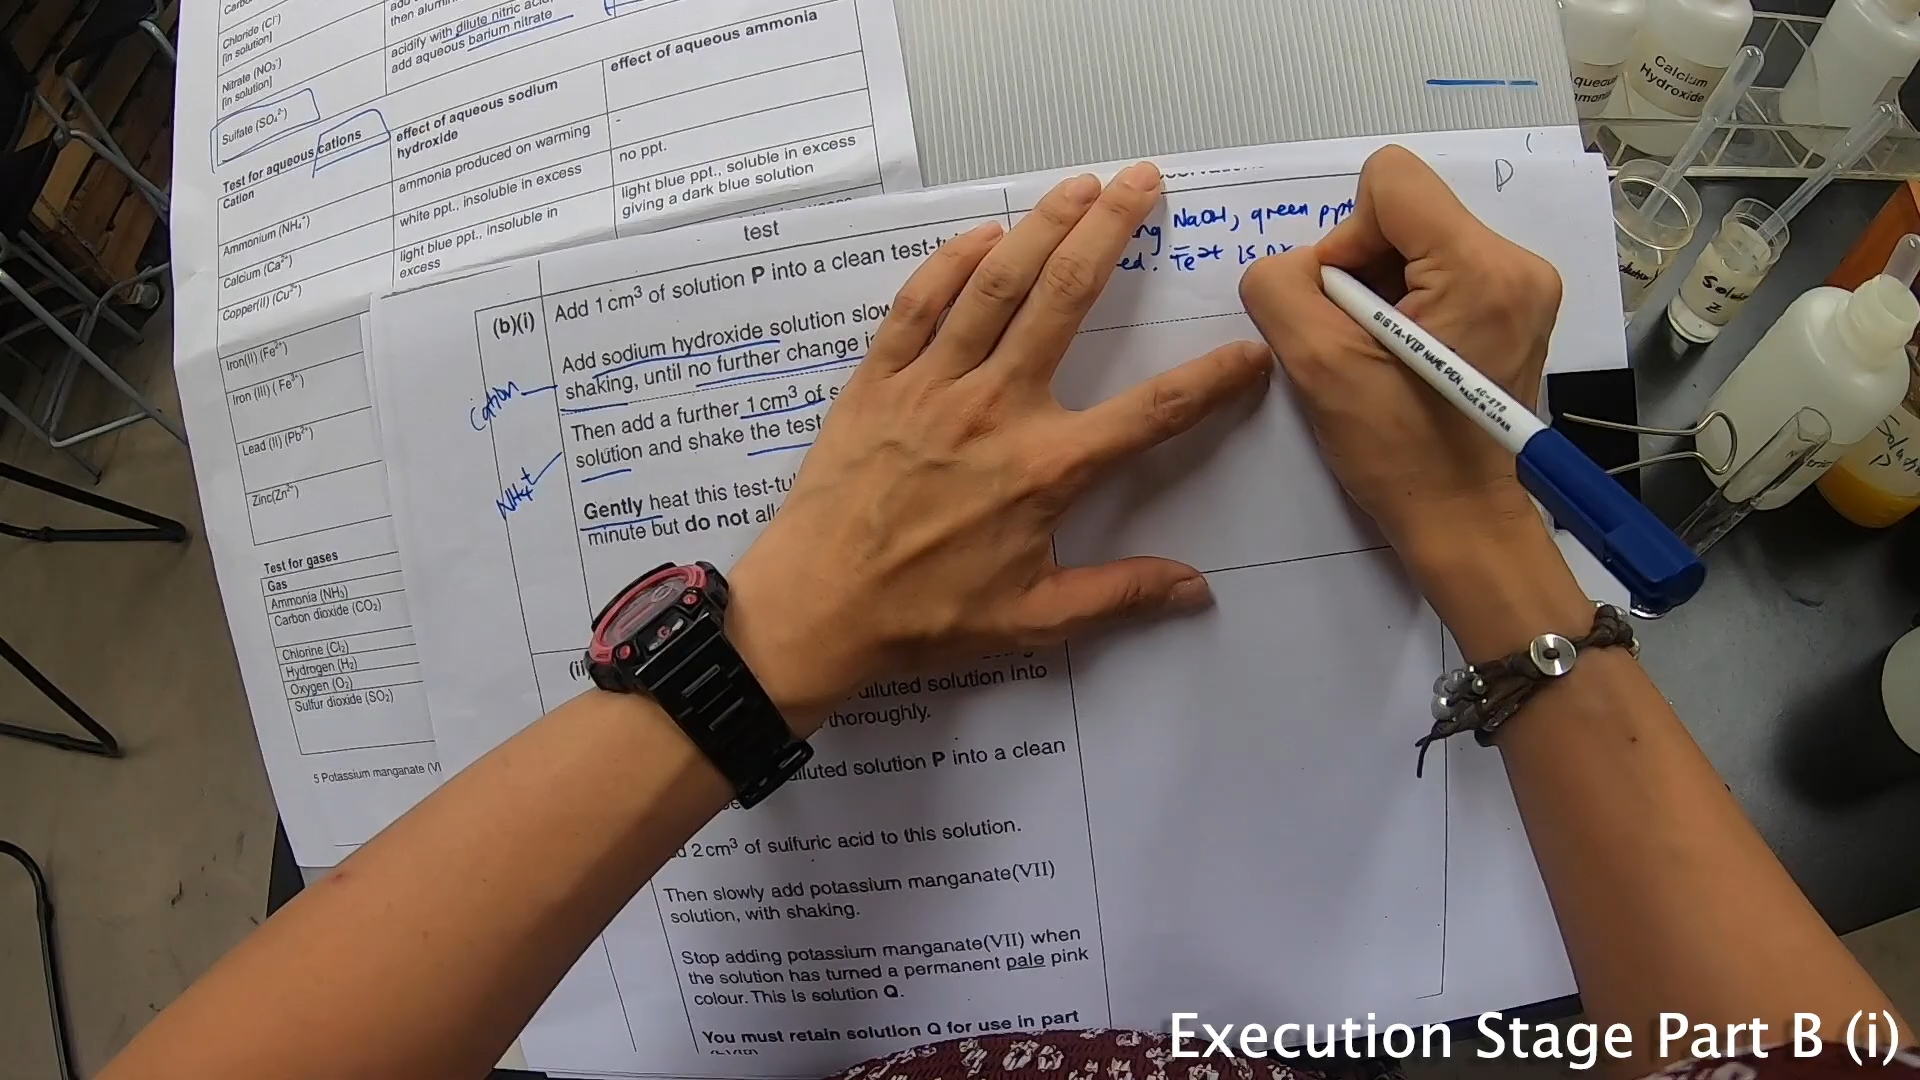 Chloride (Cl⁻)
[in solution]
Nitrate (NO₃⁻)
[in solution]
Sulfate (SO₄²⁻)
acidify with dilute nitric
add aqueous barium nitrate
Test for aqueous cations
Cation
effect of aqueous sodium
hydroxide
effect of aqueous ammonia
Ammonium (NH₄⁺)
ammonia produced on warming
-
Calcium (Ca²⁺)
white ppt., insoluble in excess
no ppt.
Copper(II) (Cu²⁺)
light blue ppt., insoluble in
excess
light blue ppt., soluble in excess
giving a dark blue solution
Iron(II) (Fe²⁺)
Iron (III) (Fe³⁺)
Lead (II) (Pb²⁺)
Zinc(Zn²⁺)
Test for gases
Gas
Ammonia (NH₃)
Carbon dioxide (CO₂)
Chlorine (Cl₂)
Hydrogen (H₂)
Oxygen (O₂)
Sulfur dioxide (SO₂)
5 Potassium manganate
test
(b)(i)
Add 1 cm³ of solution P into a clean
Add sodium hydroxide solution
shaking, until no further change
Then add a further 1 cm³ of
solution and shake the
Gently heat this
minute but do not
cation
NH₄⁺
NaOH, green ppt
Fe²⁺ is
diluted solution into
thoroughly.
diluted solution P into a clean
2 cm³ of sulfuric acid to this solution.
Then slowly add potassium manganate(VII)
solution, with shaking.
Stop adding potassium manganate(VII) when
the solution has turned a permanent pale pink
colour. This is solution Q.
You must retain solution Q for use in part
Calcium
Hydroxide
Z
P
SISTA-VIP NAME PEN
MADE IN JAPAN
Execution Stage Part B (i)